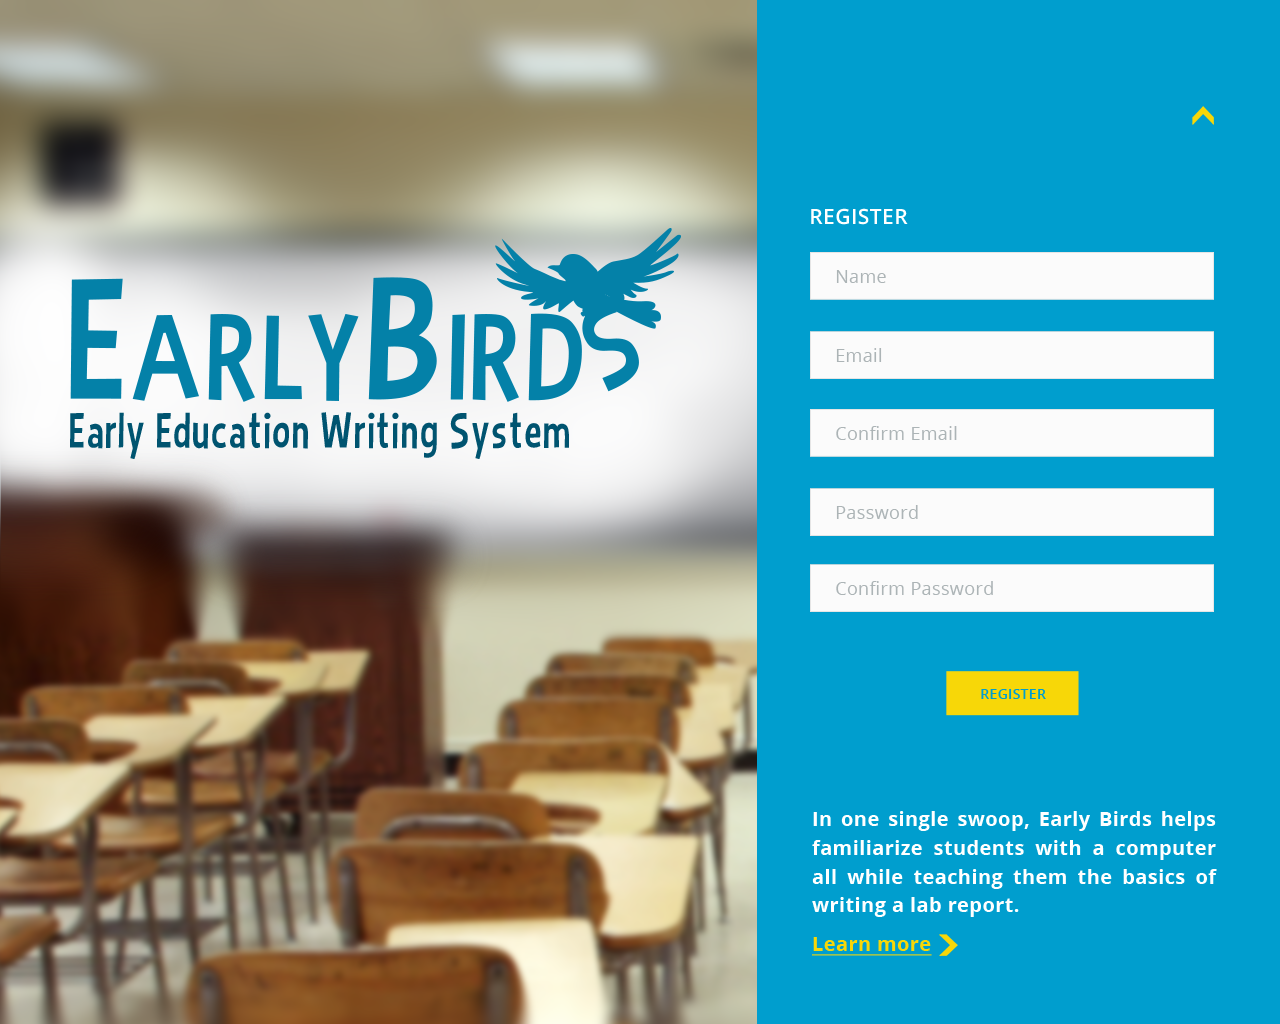 EARLYBIRDS
Early Education Writing System
REGISTER
Name
Email
Confirm Email
Password
Confirm Password
REGISTER
In one single swoop, Early Birds helps
familiarize students with a computer
all while teaching them the basics of
writing a lab report.
Learn more